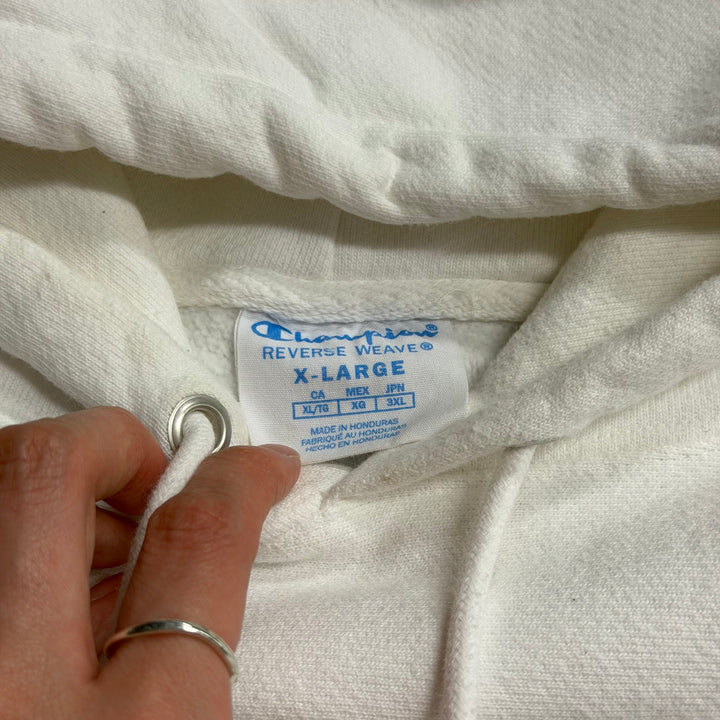 Champion®
REVERSE WEAVE®
X-LARGE
CA MEX JPN
XL/TG XG 3XL
MADE IN HONDURAS
FABRIQUÉ AU HONDURAS
HECHO EN HONDURAS